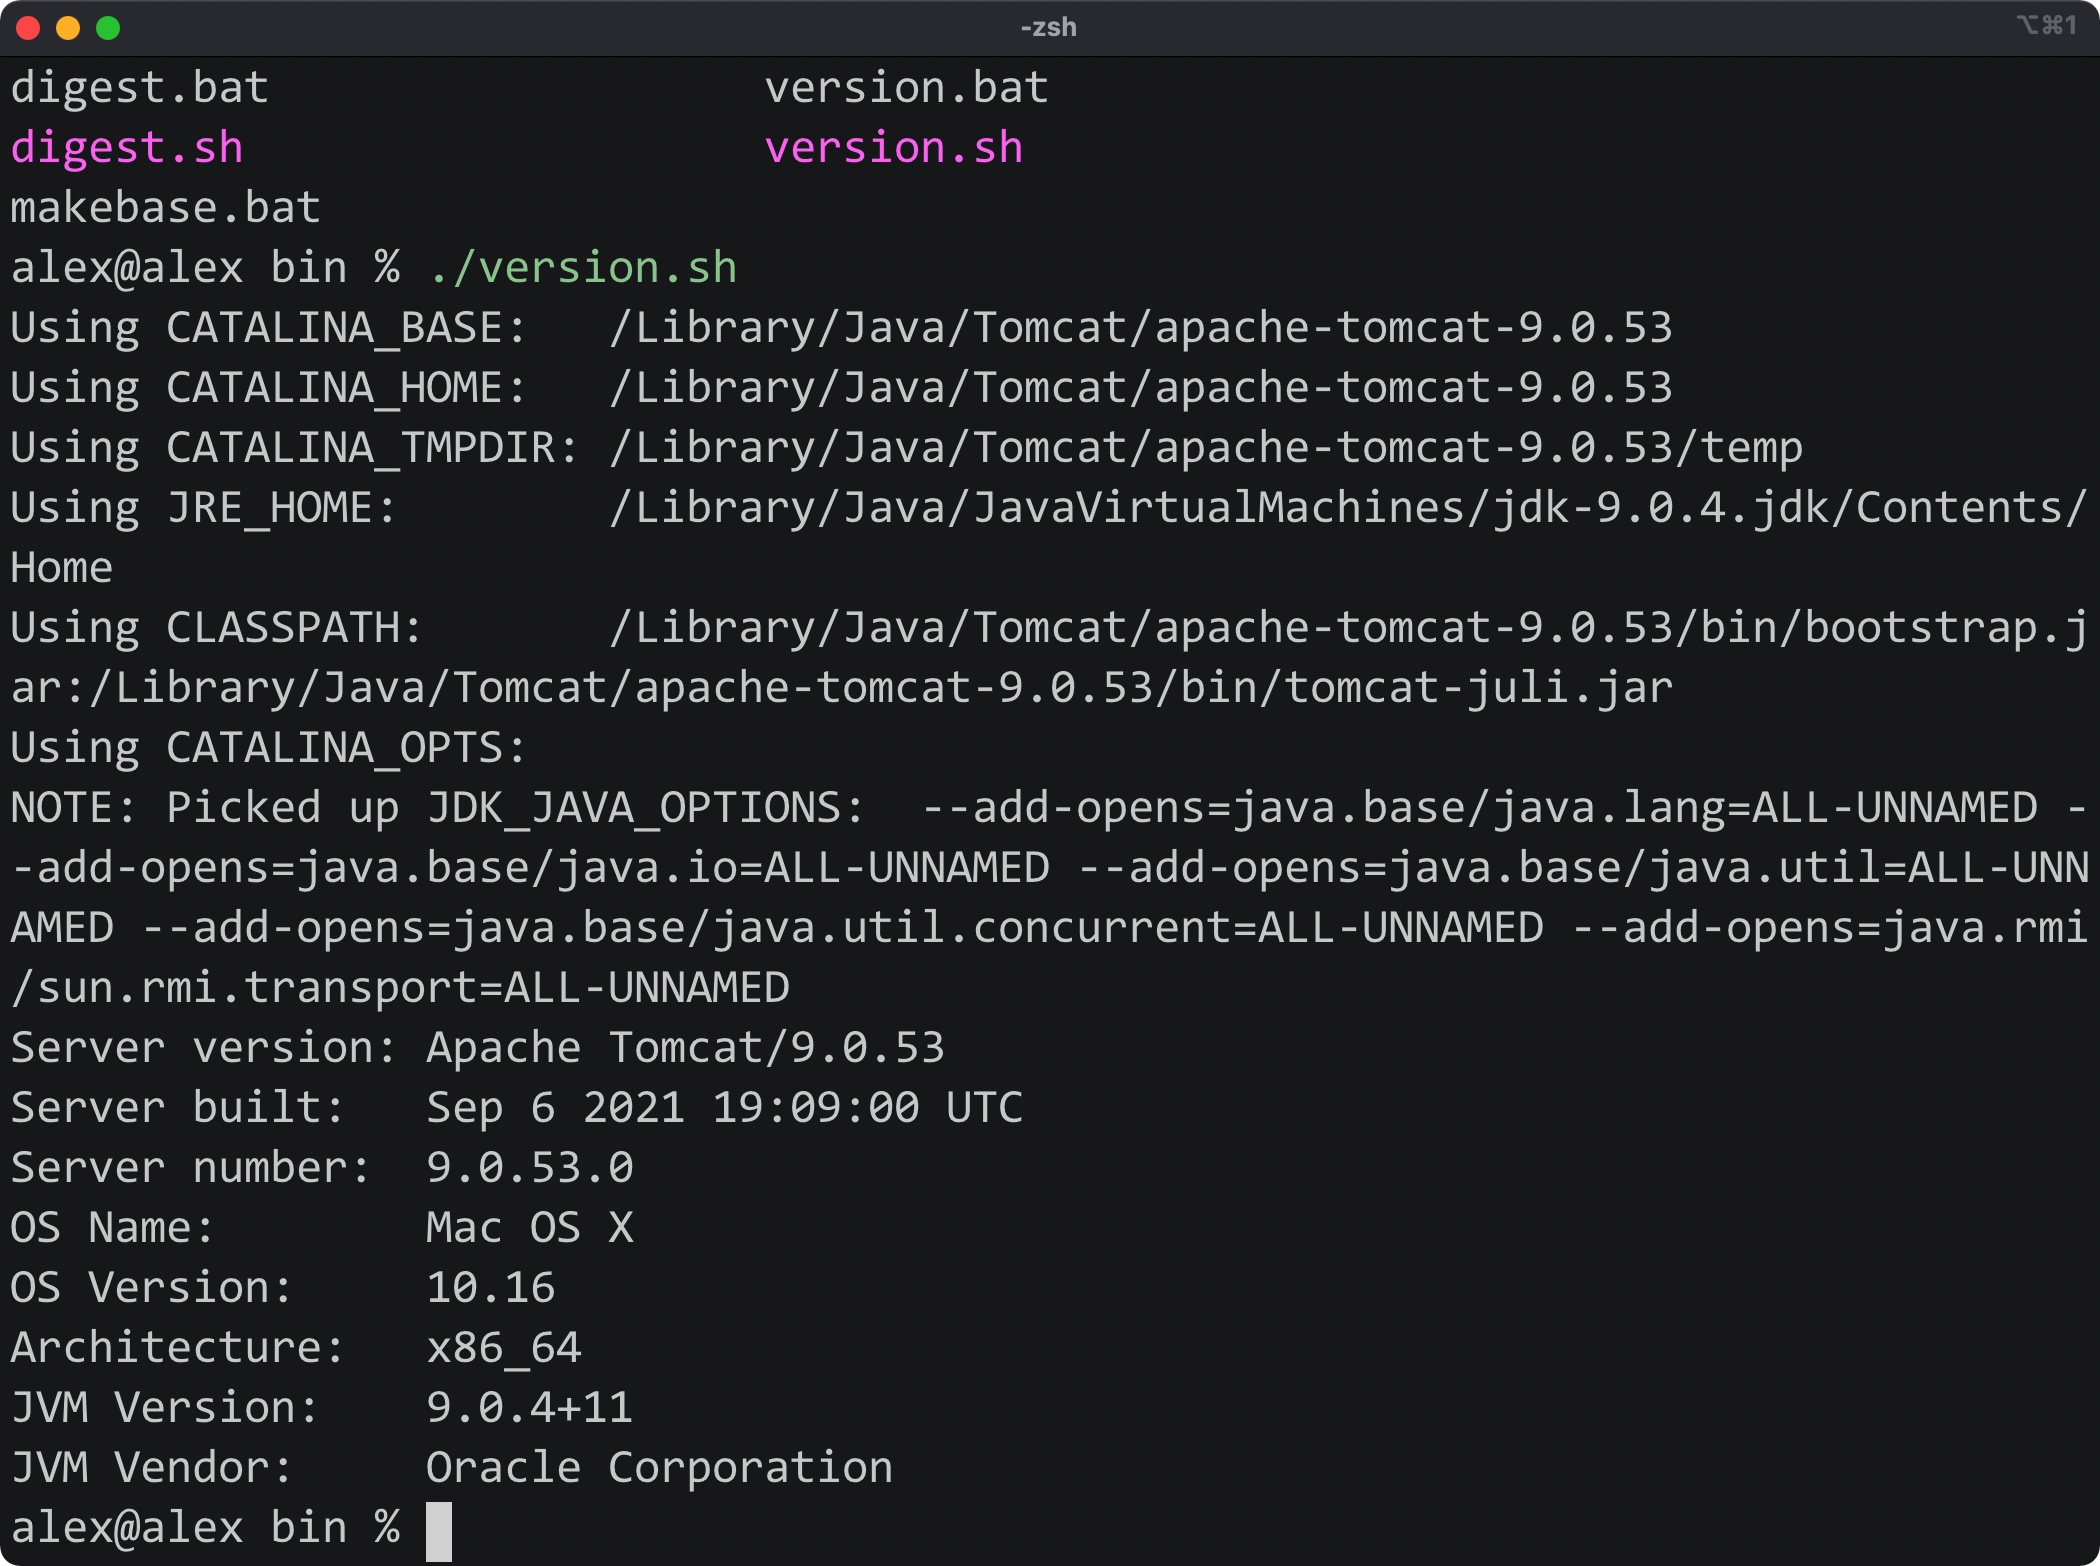 -zsh ⌥⌘1
digest.bat version.bat
digest.sh version.sh
makebase.bat
alex@alex bin % ./version.sh
Using CATALINA_BASE:   /Library/Java/Tomcat/apache-tomcat-9.0.53
Using CATALINA_HOME:   /Library/Java/Tomcat/apache-tomcat-9.0.53
Using CATALINA_TMPDIR: /Library/Java/Tomcat/apache-tomcat-9.0.53/temp
Using JRE_HOME:        /Library/Java/JavaVirtualMachines/jdk-9.0.4.jdk/Contents/
Home
Using CLASSPATH:       /Library/Java/Tomcat/apache-tomcat-9.0.53/bin/bootstrap.j
ar:/Library/Java/Tomcat/apache-tomcat-9.0.53/bin/tomcat-juli.jar
Using CATALINA_OPTS:
NOTE: Picked up JDK_JAVA_OPTIONS:  --add-opens=java.base/java.lang=ALL-UNNAMED -
-add-opens=java.base/java.io=ALL-UNNAMED --add-opens=java.base/java.util=ALL-UNN
AMED --add-opens=java.base/java.util.concurrent=ALL-UNNAMED --add-opens=java.rmi
/sun.rmi.transport=ALL-UNNAMED
Server version: Apache Tomcat/9.0.53
Server built:   Sep 6 2021 19:09:00 UTC
Server number:  9.0.53.0
OS Name:        Mac OS X
OS Version:     10.16
Architecture:   x86_64
JVM Version:    9.0.4+11
JVM Vendor:     Oracle Corporation
alex@alex bin %